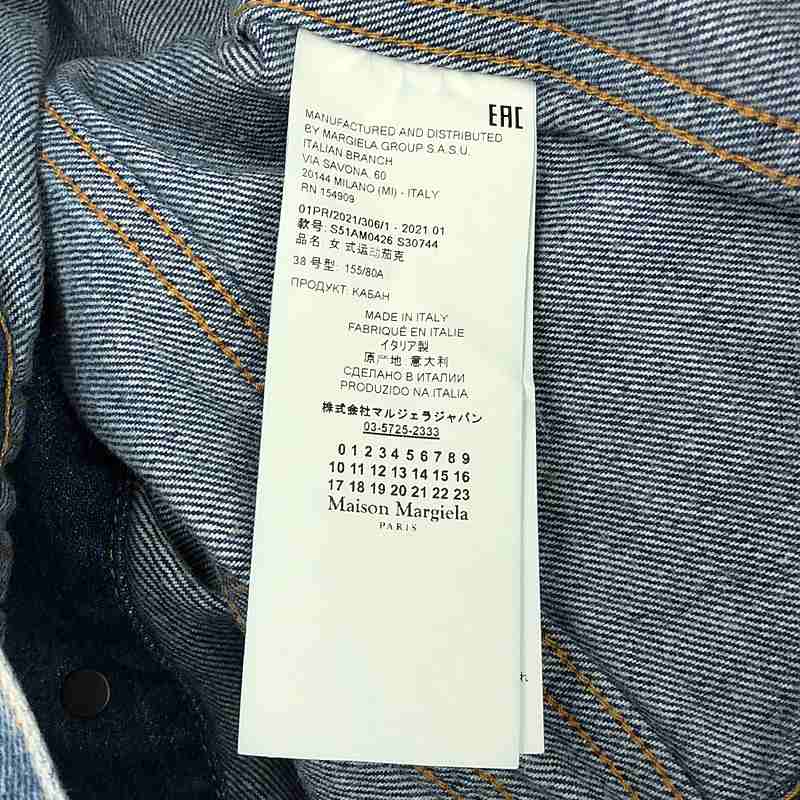 EAC
MANUFACTURED AND DISTRIBUTED
BY MARGIELA GROUP S.A.S.U.
ITALIAN BRANCH
VIA SAVONA, 60
20144 MILANO (MI) - ITALY
RN 154909
01PR/2021/306/1 - 2021.01
款号: S51AM0426 S30744
品名: 女 式运动茄克
38 号型: 155/80A
ПРОДУКТ: КАБАН
MADE IN ITALY
FABRIQUÉ EN ITALIE
イタリア製
原产地 意大利
СДЕЛАНО В ИТАЛИИ
PRODUZIDO NA ITALIA
株式会社マルジェラジャパン
03-5725-2333
0 1 2 3 4 5 6 7 8 9
10 11 12 13 14 15 16
17 18 19 20 21 22 23
Maison Margiela
PARIS
れ